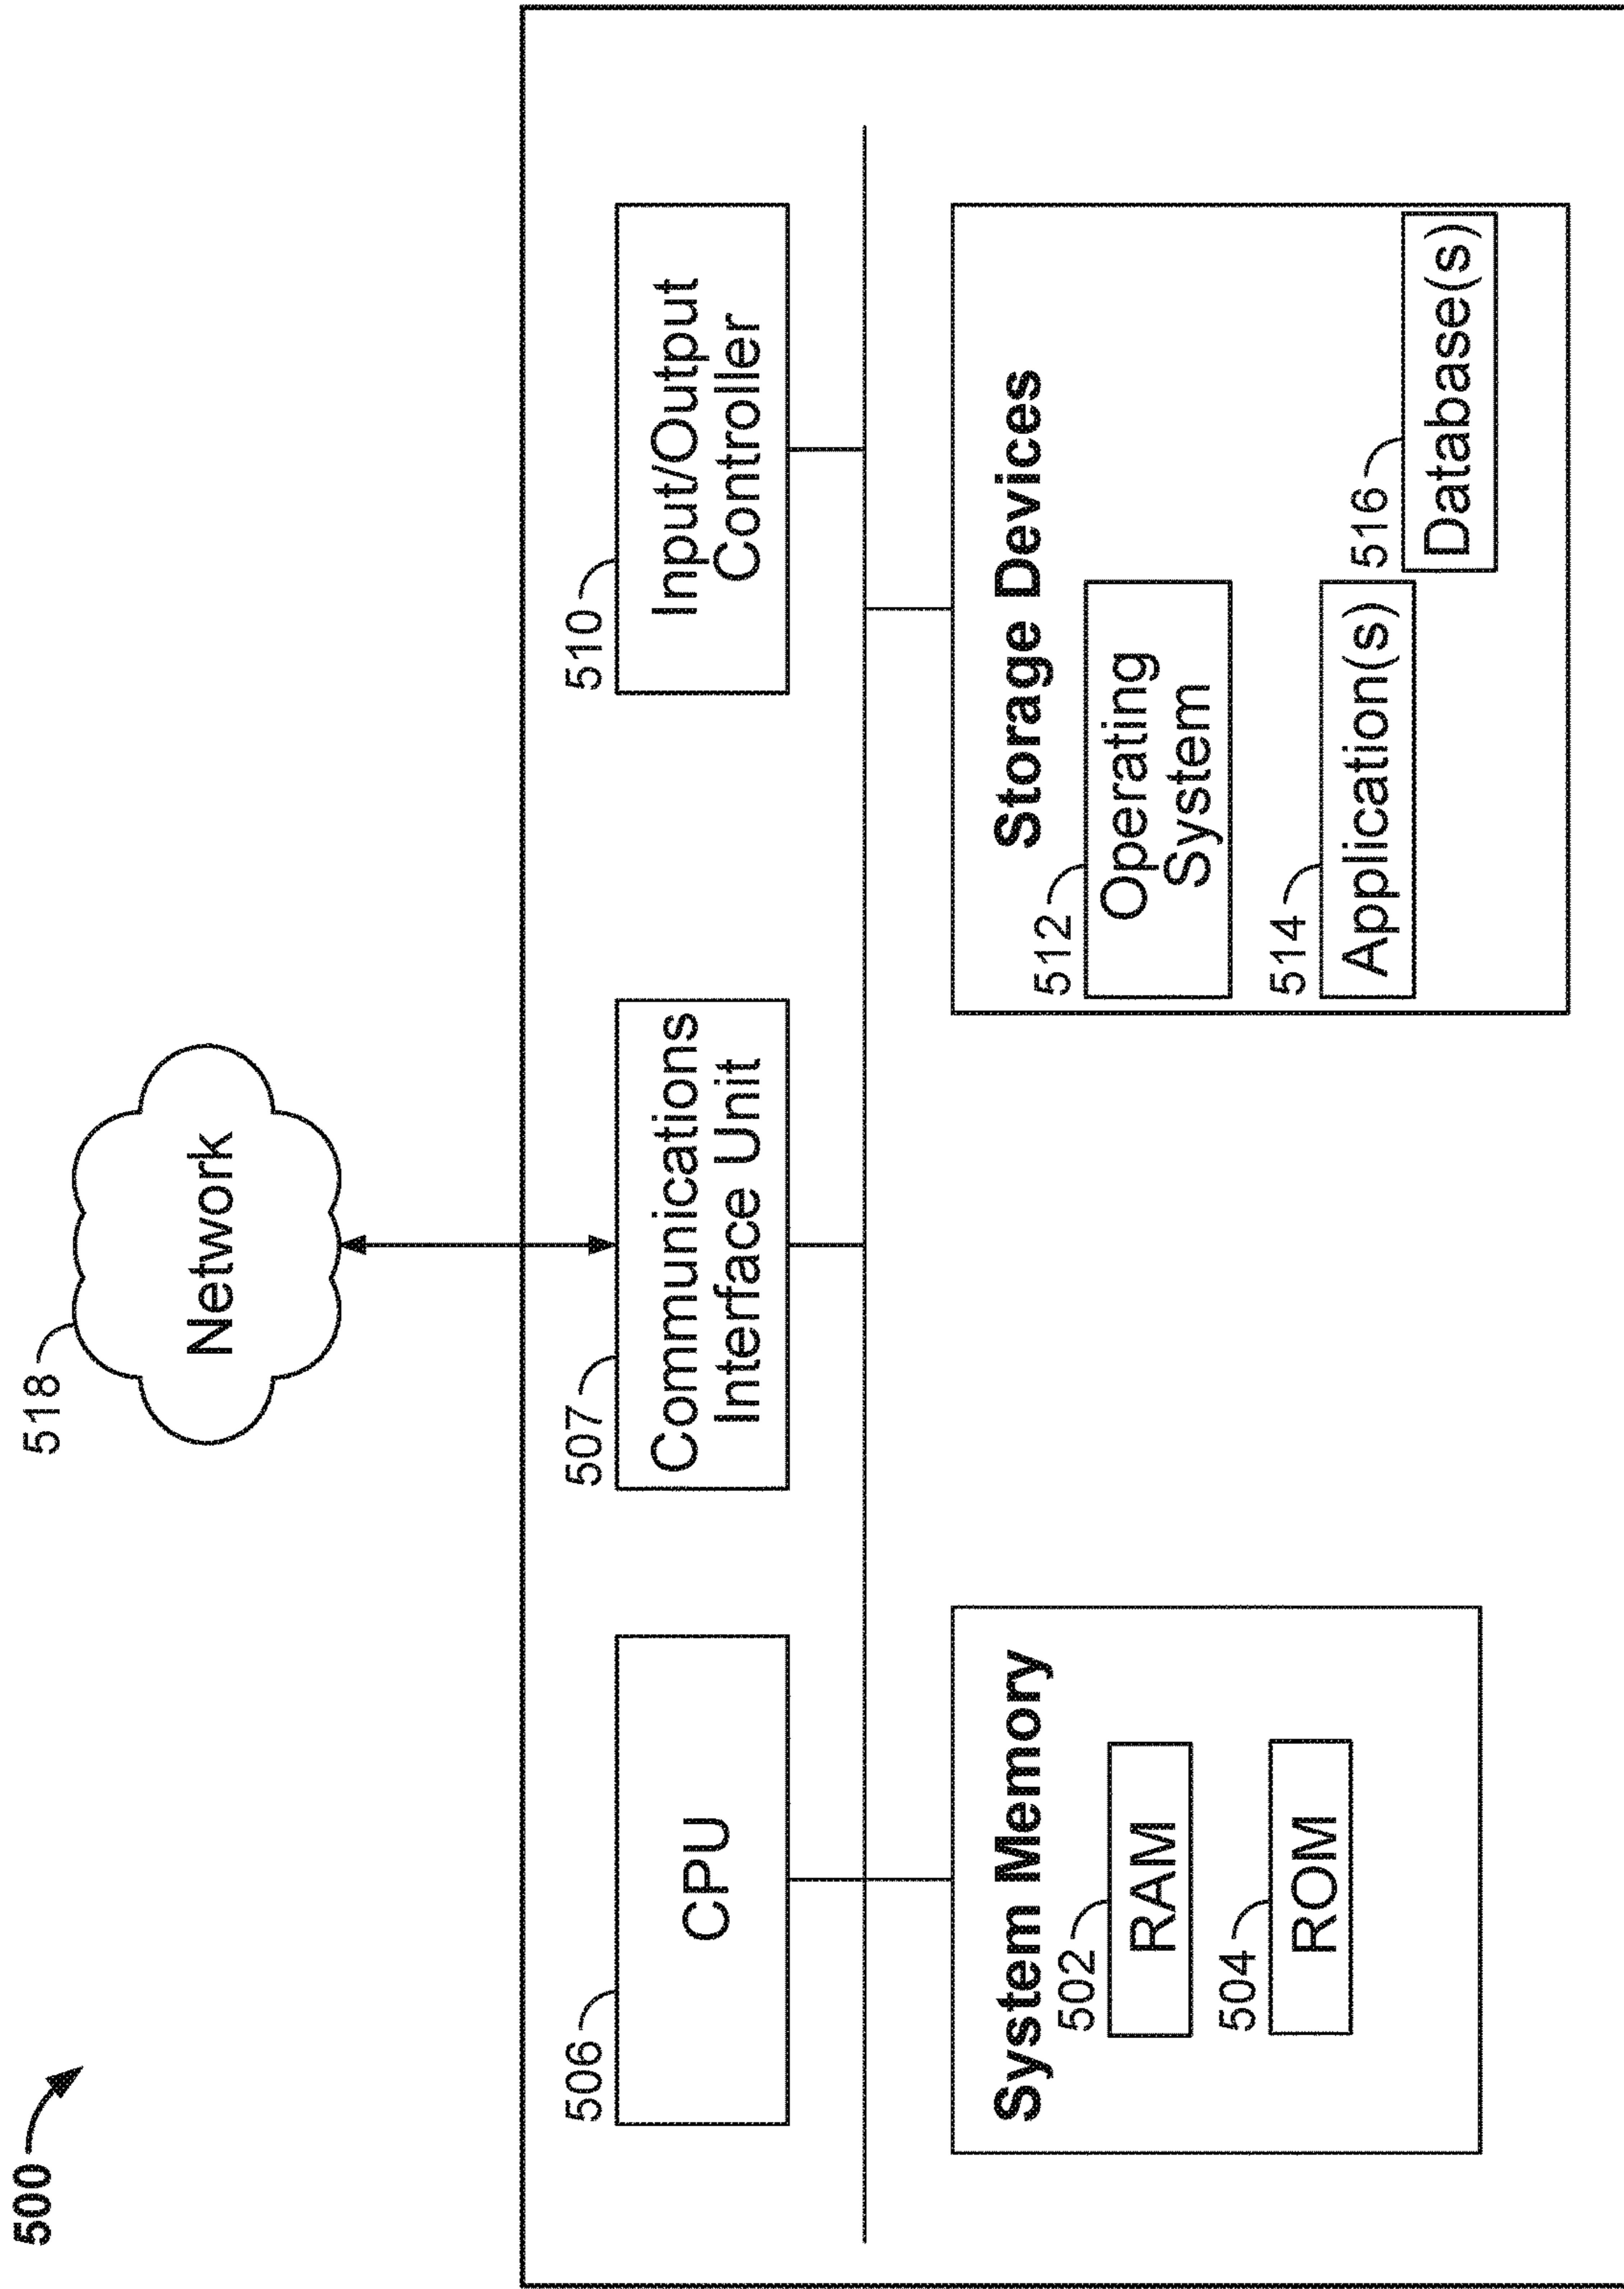 500
518
Network
506
CPU
507
Communications
Interface Unit
510
Input/Output
Controller
System Memory
502
RAM
504
ROM
Storage Devices
512
Operating
System
514
Application(s)
516
Database(s)